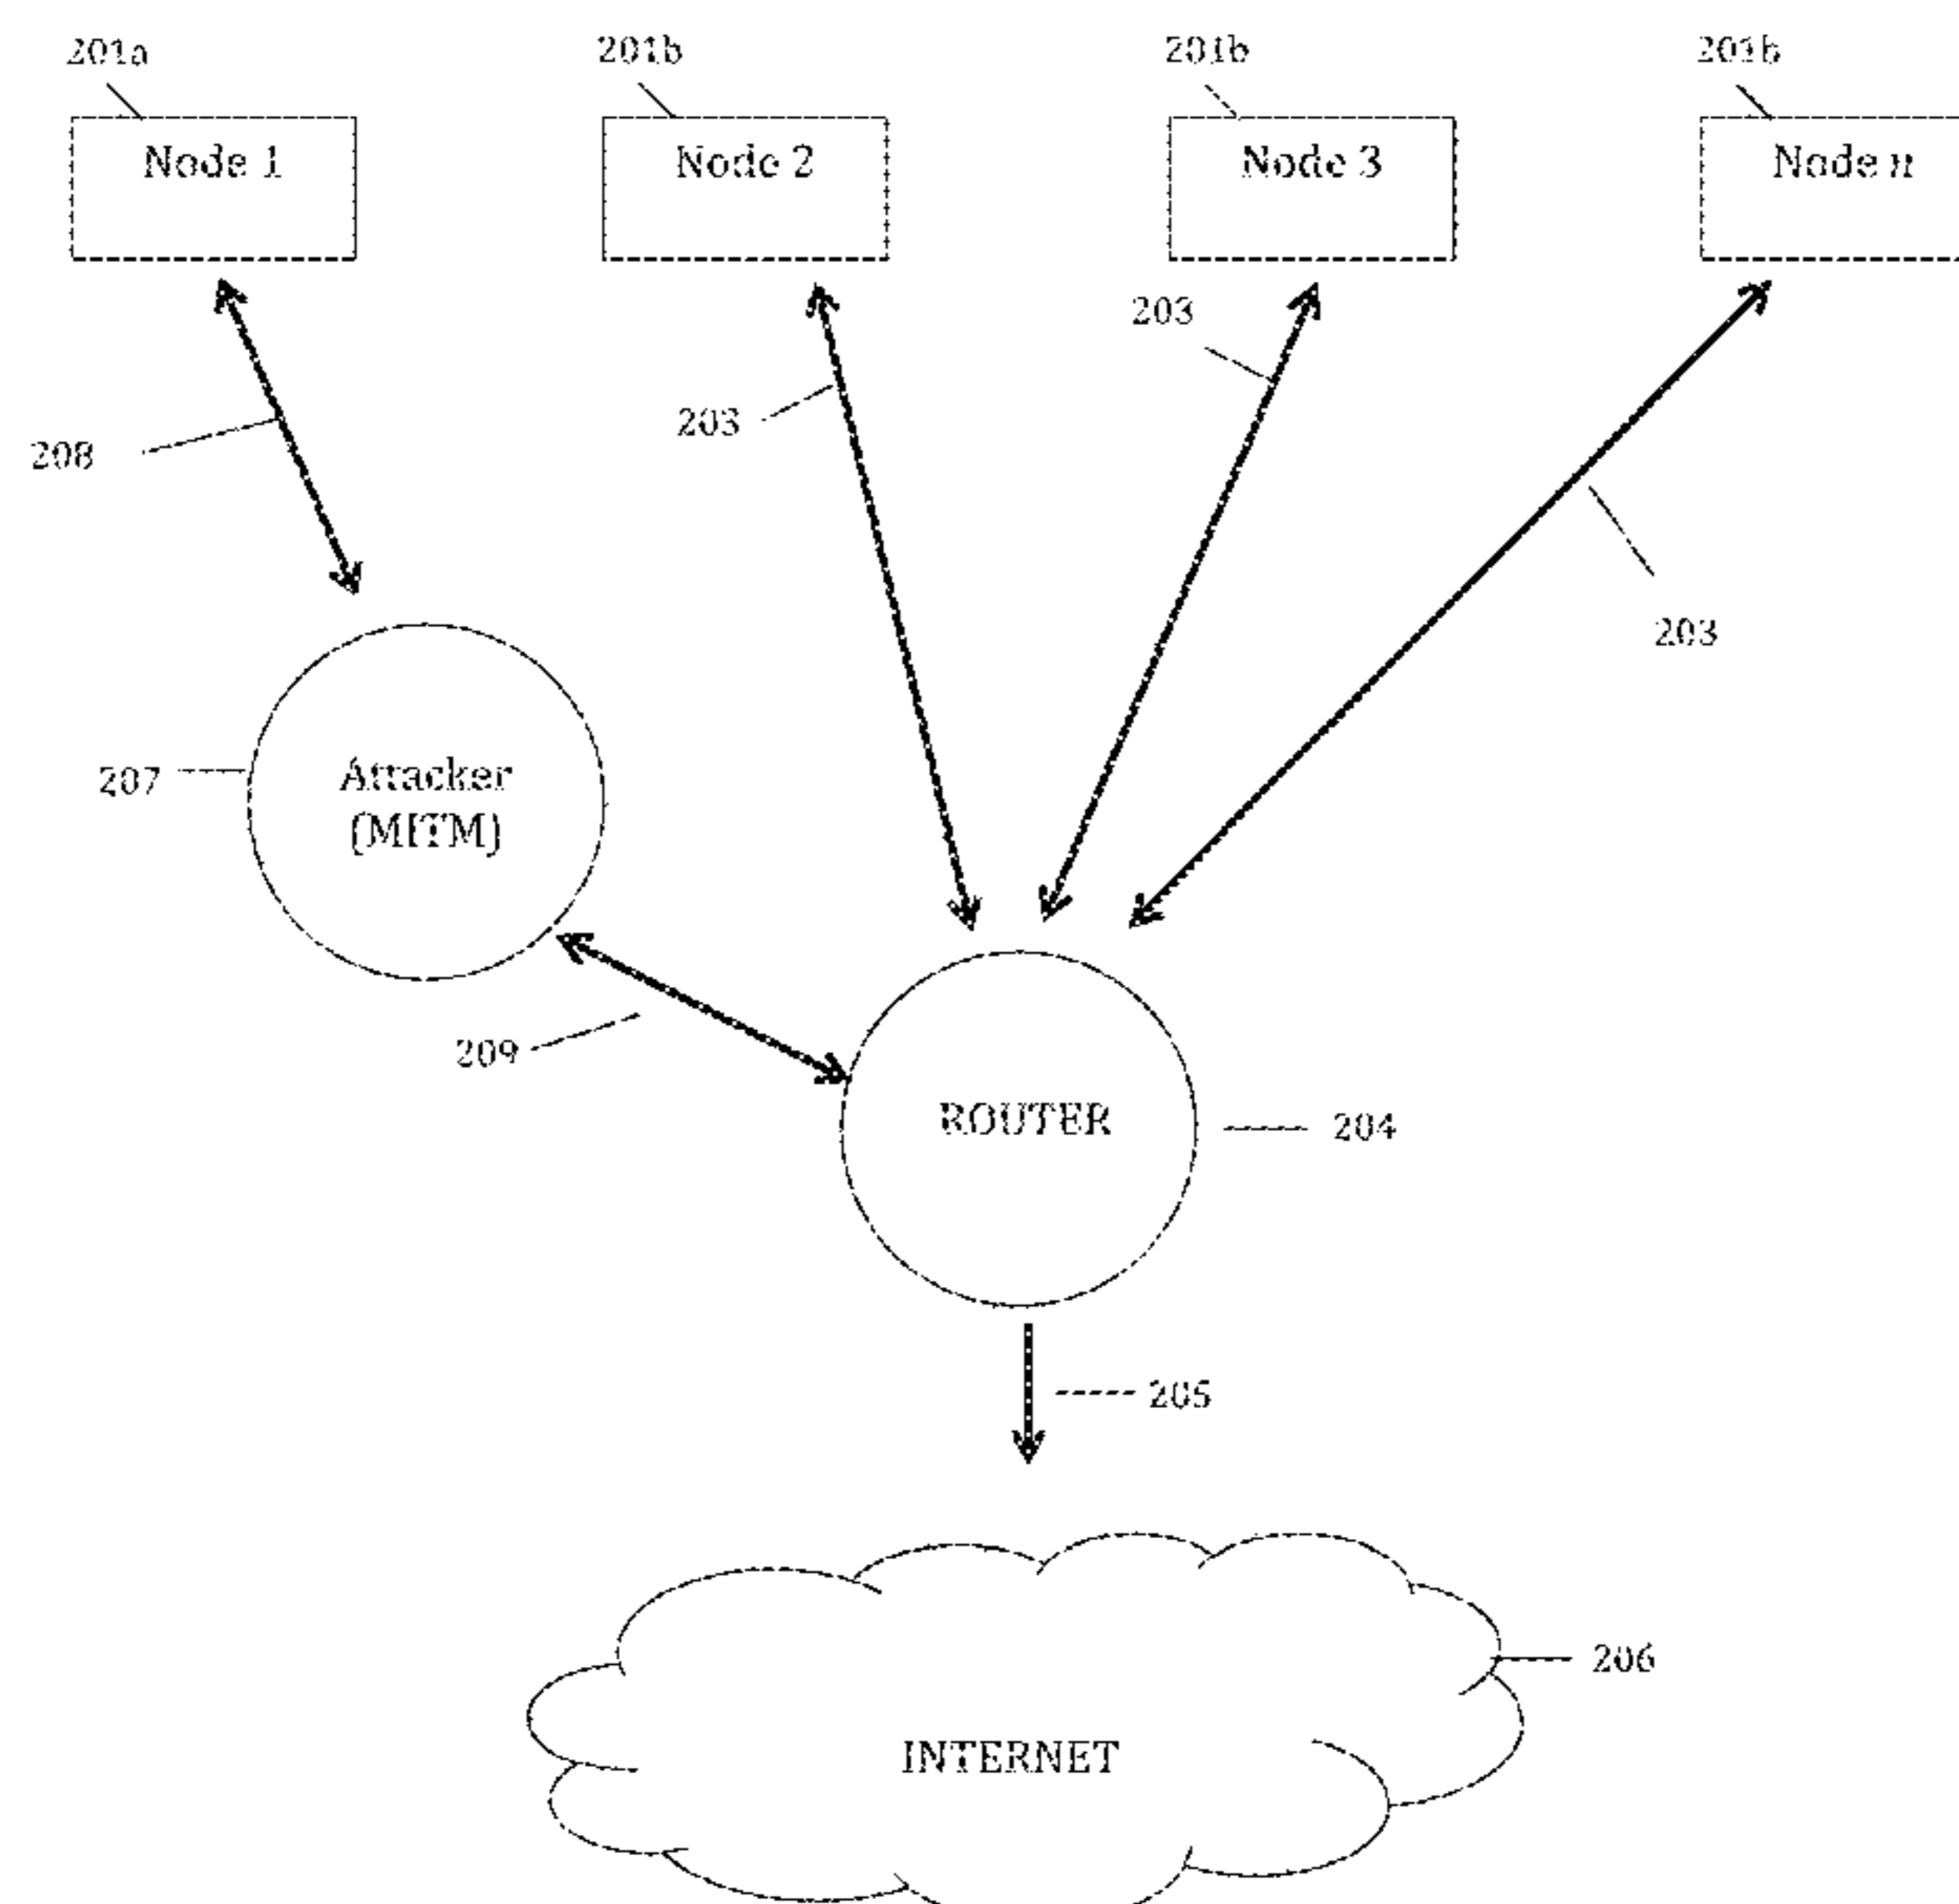 201a
201b
201b
201b
Node 1
Node 2
Node 3
Node n
203
203
208
203
207
Attacker
(MITM)
209
ROUTER
204
205
206
INTERNET